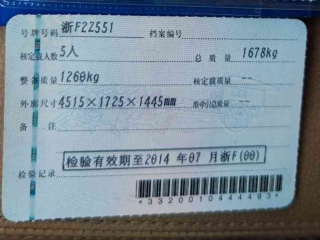 号牌号码 浙F2Z551 档案编号
核定载人数 5人 总质量 1678kg
整备质量 1260kg 核定载质量 --
外廓尺寸 4515×1725×1445mm 准牵引总质量 --
备注
检验有效期至2014年07月浙F(00)
检验记录
*3320010444493*